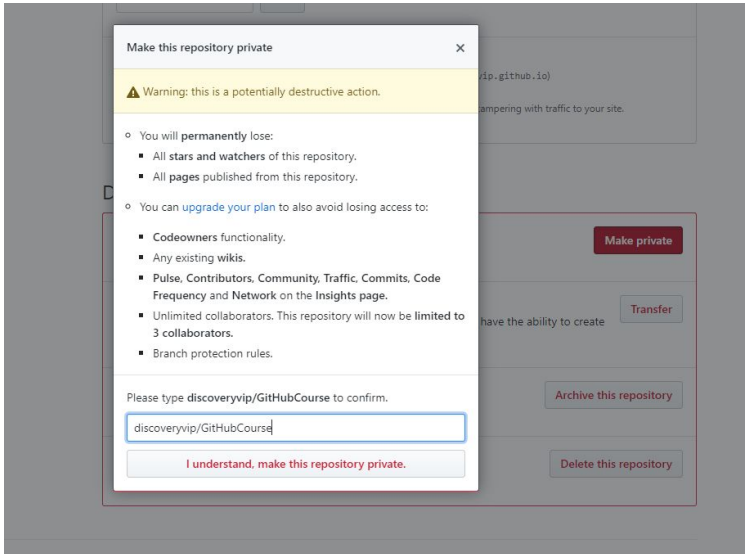 Make this repository private
Warning: this is a potentially destructive action.
You will permanently lose:
All stars and watchers of this repository.
All pages published from this repository.
You can upgrade your plan to also avoid losing access to:
Codeowners functionality.
Any existing wikis.
Pulse, Contributors, Community, Traffic, Commits, Code
Frequency and Network on the Insights page.
Unlimited collaborators. This repository will now be limited to
3 collaborators.
Branch protection rules.
Please type discoveryvip/GitHubCourse to confirm.
discoveryvip/GitHubCourse
I understand, make this repository private.
vip.github.io)
tampering with traffic to your site.
D
Make private
Transfer
have the ability to create
Archive this repository
Delete this repository